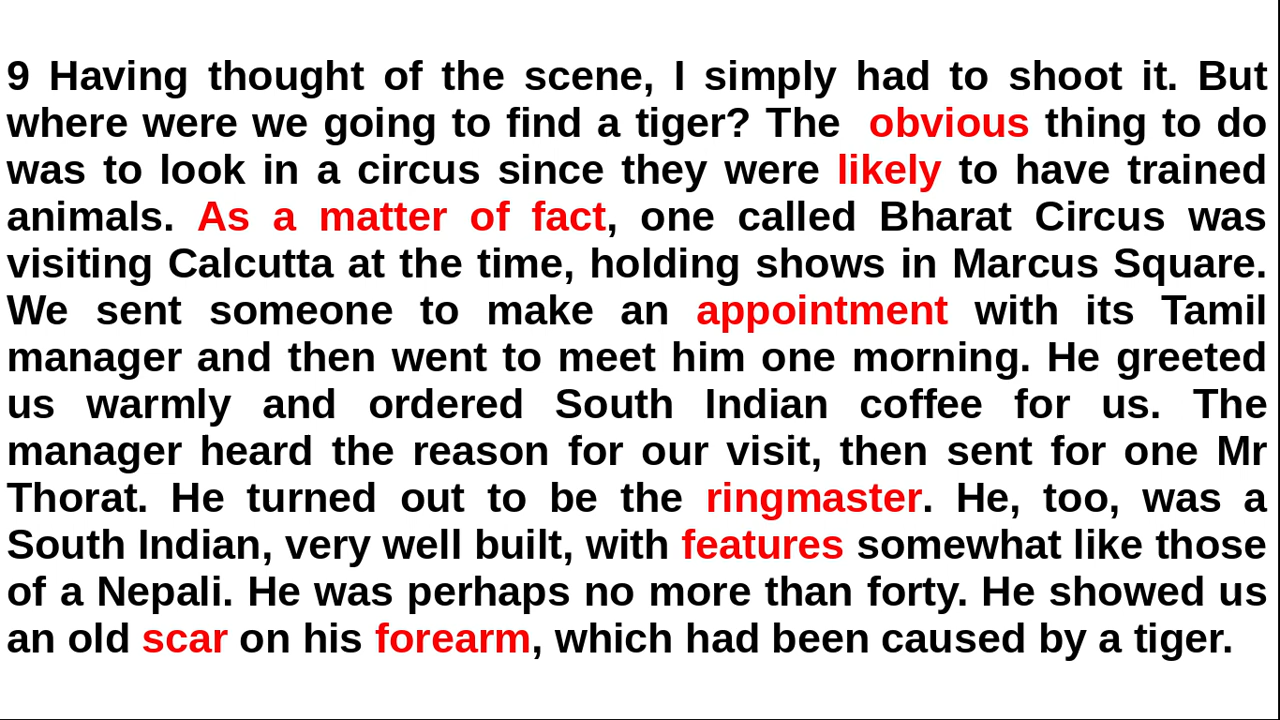 9 Having thought of the scene, I simply had to shoot it. But
where were we going to find a tiger? The obvious thing to do
was to look in a circus since they were likely to have trained
animals. As a matter of fact, one called Bharat Circus was
visiting Calcutta at the time, holding shows in Marcus Square.
We sent someone to make an appointment with its Tamil
manager and then went to meet him one morning. He greeted
us warmly and ordered South Indian coffee for us. The
manager heard the reason for our visit, then sent for one Mr
Thorat. He turned out to be the ringmaster. He, too, was a
South Indian, very well built, with features somewhat like those
of a Nepali. He was perhaps no more than forty. He showed us
an old scar on his forearm, which had been caused by a tiger.